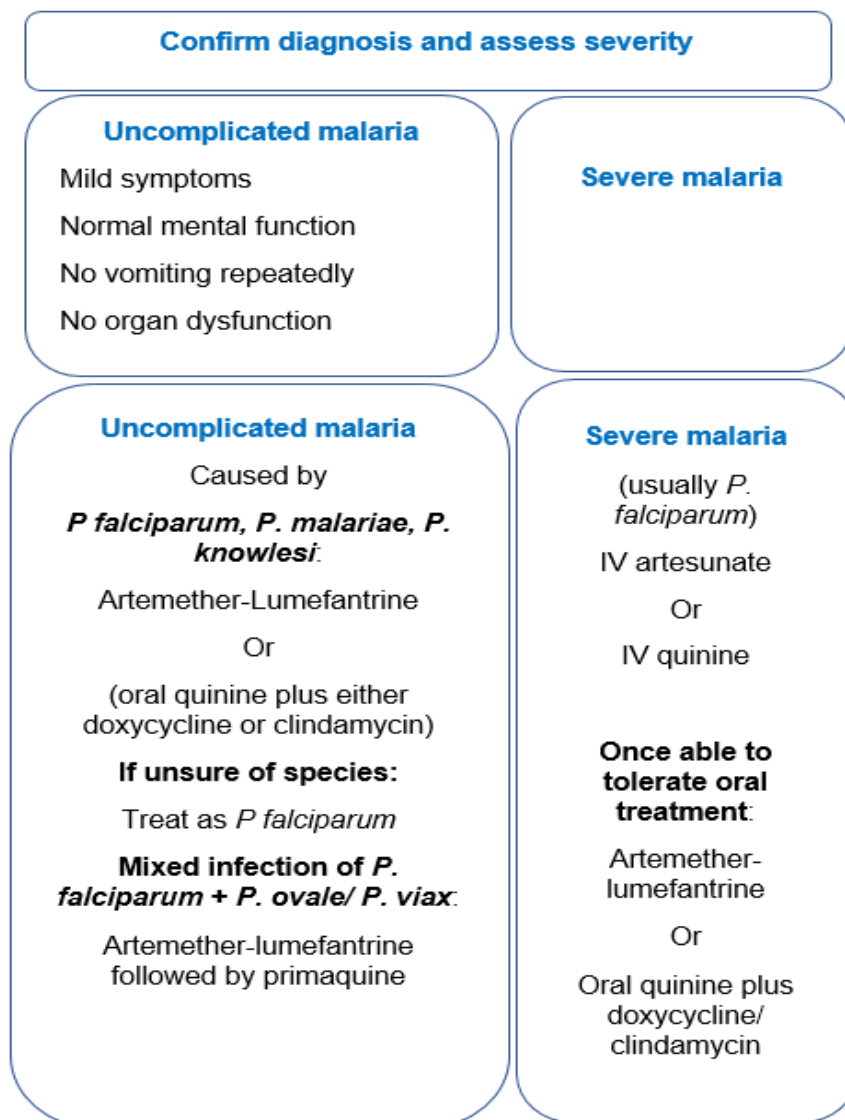 Confirm diagnosis and assess severity
Uncomplicated malaria
Mild symptoms
Normal mental function
No vomiting repeatedly
No organ dysfunction
Severe malaria
Uncomplicated malaria
Caused by
P falciparum, P. malariae, P.
knowlesi:
Artemether-Lumefantrine
Or
(oral quinine plus either
doxycycline or clindamycin)
If unsure of species:
Treat as P falciparum
Mixed infection of P.
falciparum + P. ovale/ P. viax:
Artemether-lumefantrine
followed by primaquine
Severe malaria
(usually P.
falciparum)
IV artesunate
Or
IV quinine
Once able to
tolerate oral
treatment:
Artemether-
lumefantrine
Or
Oral quinine plus
doxycycline/
clindamycin